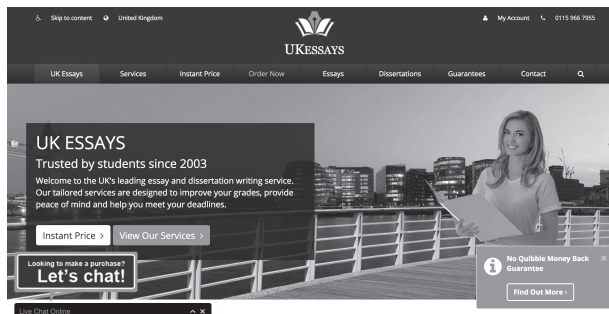 Skip to content United Kingdom My Account 0115 966 7955
UKESSAYS
UK Essays Services Instant Price Order Now Essays Dissertations Guarantees Contact
UK ESSAYS
Trusted by students since 2003
Welcome to the UK's leading essay and dissertation writing service.
Our tailored services are designed to improve your grades, provide
peace of mind and help you meet your deadlines.
Instant Price > View Our Services >
Looking to make a purchase?
Let's chat!
No Quibble Money Back
Guarantee
Find Out More >
Live Chat Online